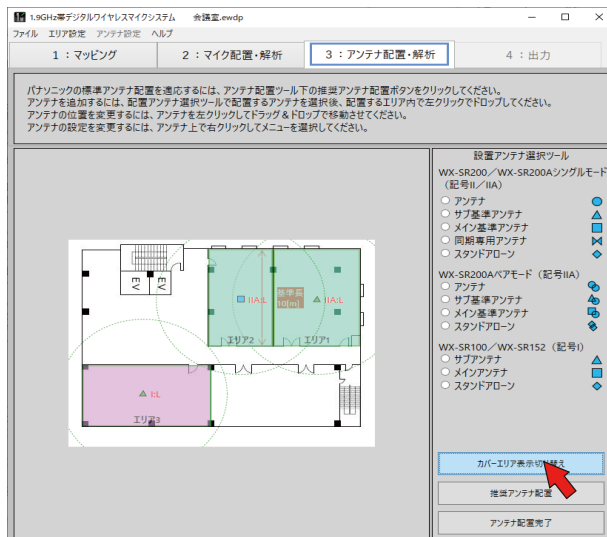 1.9GHz帯デジタルワイヤレスマイクシステム 会議室.ewdp
ファイル エリア設定 アンテナ設定 ヘルプ
1：マッピング 2：マイク配置・解析 3：アンテナ配置・解析 4：出力
パナソニックの標準アンテナ配置を適応するには、アンテナ配置ツール下の推奨アンテナ配置ボタンをクリックしてください。
アンテナを追加するには、配置アンテナ選択ツールで配置するアンテナを選択後、配置するエリア内で左クリックでドロップしてください。
アンテナの位置を変更するには、アンテナを左クリックしてドラッグ&ドロップで移動させてください。
アンテナの設定を変更するには、アンテナ上で右クリックしてメニューを選択してください。
設置アンテナ選択ツール
WX-SR200／WX-SR200Aシングルモード
（記号II／IIA）
アンテナ
サブ基準アンテナ
メイン基準アンテナ
同期専用アンテナ
スタンドアローン
WX-SR200Aペアモード（記号IIA）
アンテナ
サブ基準アンテナ
メイン基準アンテナ
スタンドアローン
WX-SR100／WX-SR152（記号I）
サブアンテナ
メインアンテナ
スタンドアローン
EV EV
IIA:L
基準長
10[m]
IIA:L
エリア2 エリア1
I:L
エリア3
カバーエリア表示切り替え
推奨アンテナ配置
アンテナ配置完了